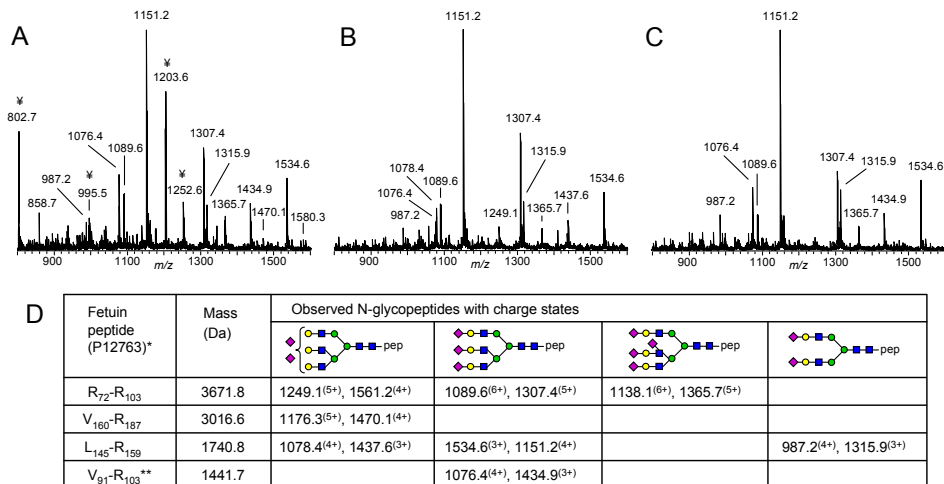 A
1151.2
¥
1203.6
¥
802.7
1076.4
1089.6
1307.4
1315.9
987.2
¥
995.5
¥
1252.6
858.7
1365.7
1434.9
1470.1
1534.6
1580.3
800 1000 1300 1500
m/z
B
1151.2
1307.4
1315.9
1078.4
1089.6
1076.4
987.2
1249.1
1365.7
1437.6
1534.6
900 1100 1300 1500
m/z
C
1151.2
1076.4
1089.6
987.2
1307.4
1315.9
1365.7
1434.9
1534.6
900 1100 1300 1500
m/z
D
Fetuin peptide (P12763)*
Mass (Da)
Observed N-glycopeptides with charge states
pep pep pep pep
R72-R103 3671.8 1249.1(5+), 1561.2(4+) 1089.6(6+), 1307.4(5+) 1138.1(6+), 1365.7(5+)
V160-R187 3016.6 1176.3(5+), 1470.1(4+)
L145-R159 1740.8 1078.4(4+), 1437.6(3+) 1534.6(3+), 1151.2(4+) 987.2(4+), 1315.9(3+)
V91-R103** 1441.7 1076.4(4+), 1434.9(3+)